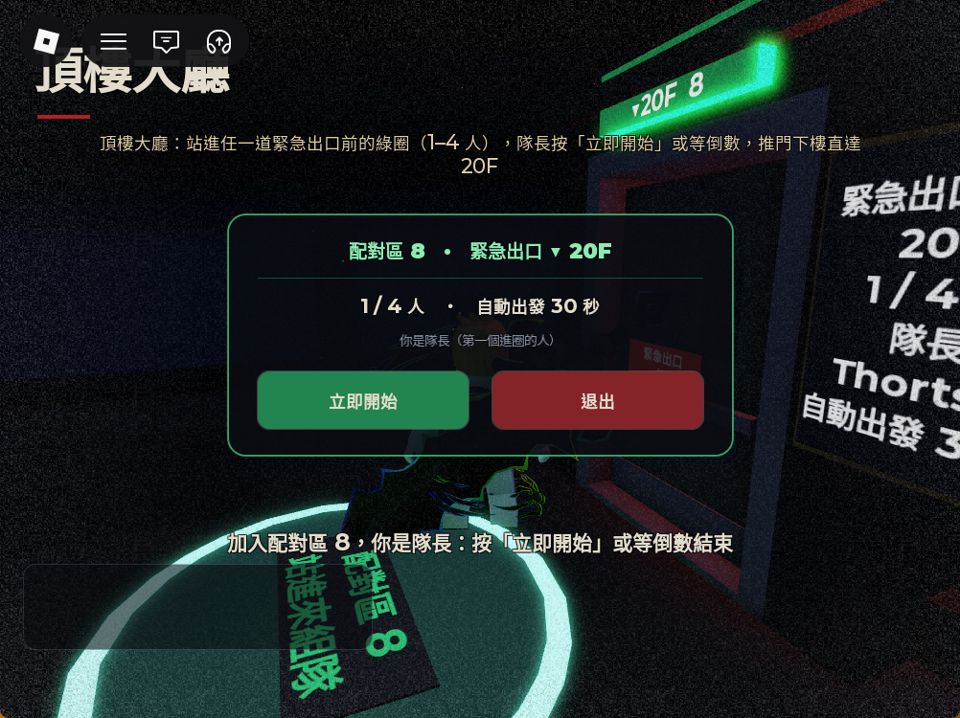 頂樓大廳
頂樓大廳：站進任一道緊急出口前的綠圈（1–4 人），隊長按「立即開始」或等倒數，推門下樓直達
20F
▼20F 8
配對區 8 • 緊急出口 ▼ 20F
1 / 4 人 • 自動出發 30 秒
你是隊長（第一個進圈的人）
立即開始
退出
緊急出口
緊急出口
20
1 / 4
隊長
Thorts
自動出發 3
加入配對區 8，你是隊長：按「立即開始」或等倒數結束
配對區 8
站進來組隊